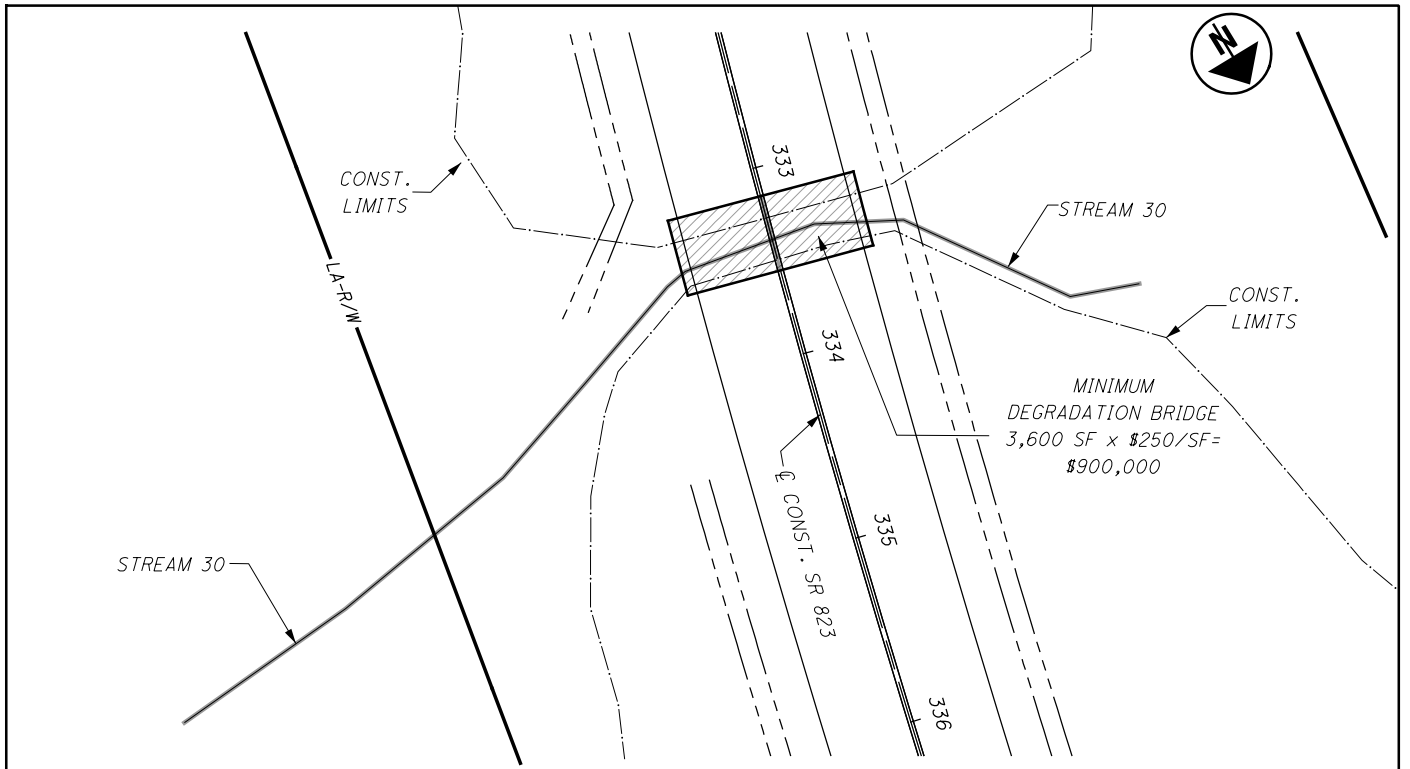 N
CONST.
LIMITS
333
STREAM 30
LA-R/W
CONST.
LIMITS
334
MINIMUM
DEGRADATION BRIDGE
3,600 SF x $250/SF=
$900,000
℄ CONST. SR 823
335
STREAM 30
336